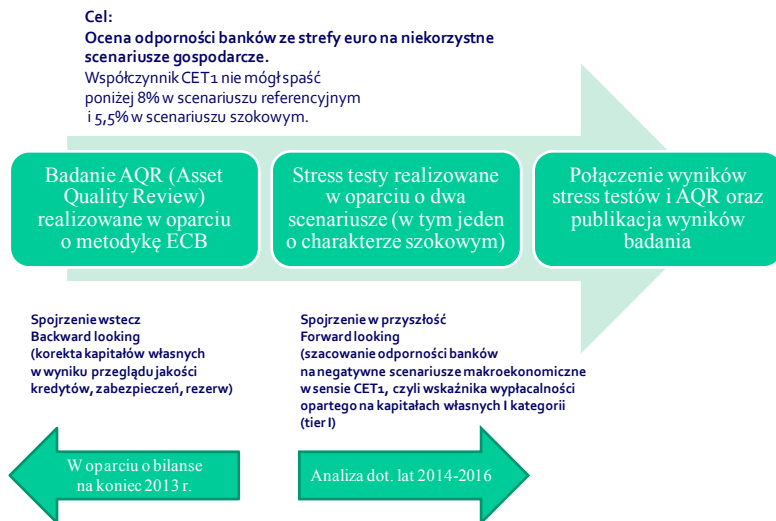 Cel:
Ocena odporności banków ze strefy euro na niekorzystne
scenariusze gospodarcze.
Współczynnik CET1 nie mógł spaść
poniżej 8% w scenariuszu referencyjnym
i 5,5% w scenariuszu szokowym.
Badanie AQR (Asset
Quality Review)
realizowane w oparciu
o metodykę ECB
Stress testy realizowane
w oparciu o dwa
scenariusze (w tym jeden
o charakterze szokowym)
Połączenie wyników
stress testów i AQR oraz
publikacja wyników
badania
Spojrzenie wstecz
Backward looking
(korekta kapitałów własnych
w wyniku przeglądu jakości
kredytów, zabezpieczeń, rezerw)
Spojrzenie w przyszłość
Forward looking
(szacowanie odporności banków
na negatywne scenariusze makroekonomiczne
w sensie CET1, czyli wskaźnika wypłacalności
opartego na kapitałach własnych I kategorii
(tier I)
W oparciu o bilanse
na koniec 2013 r.
Analiza dot. lat 2014-2016